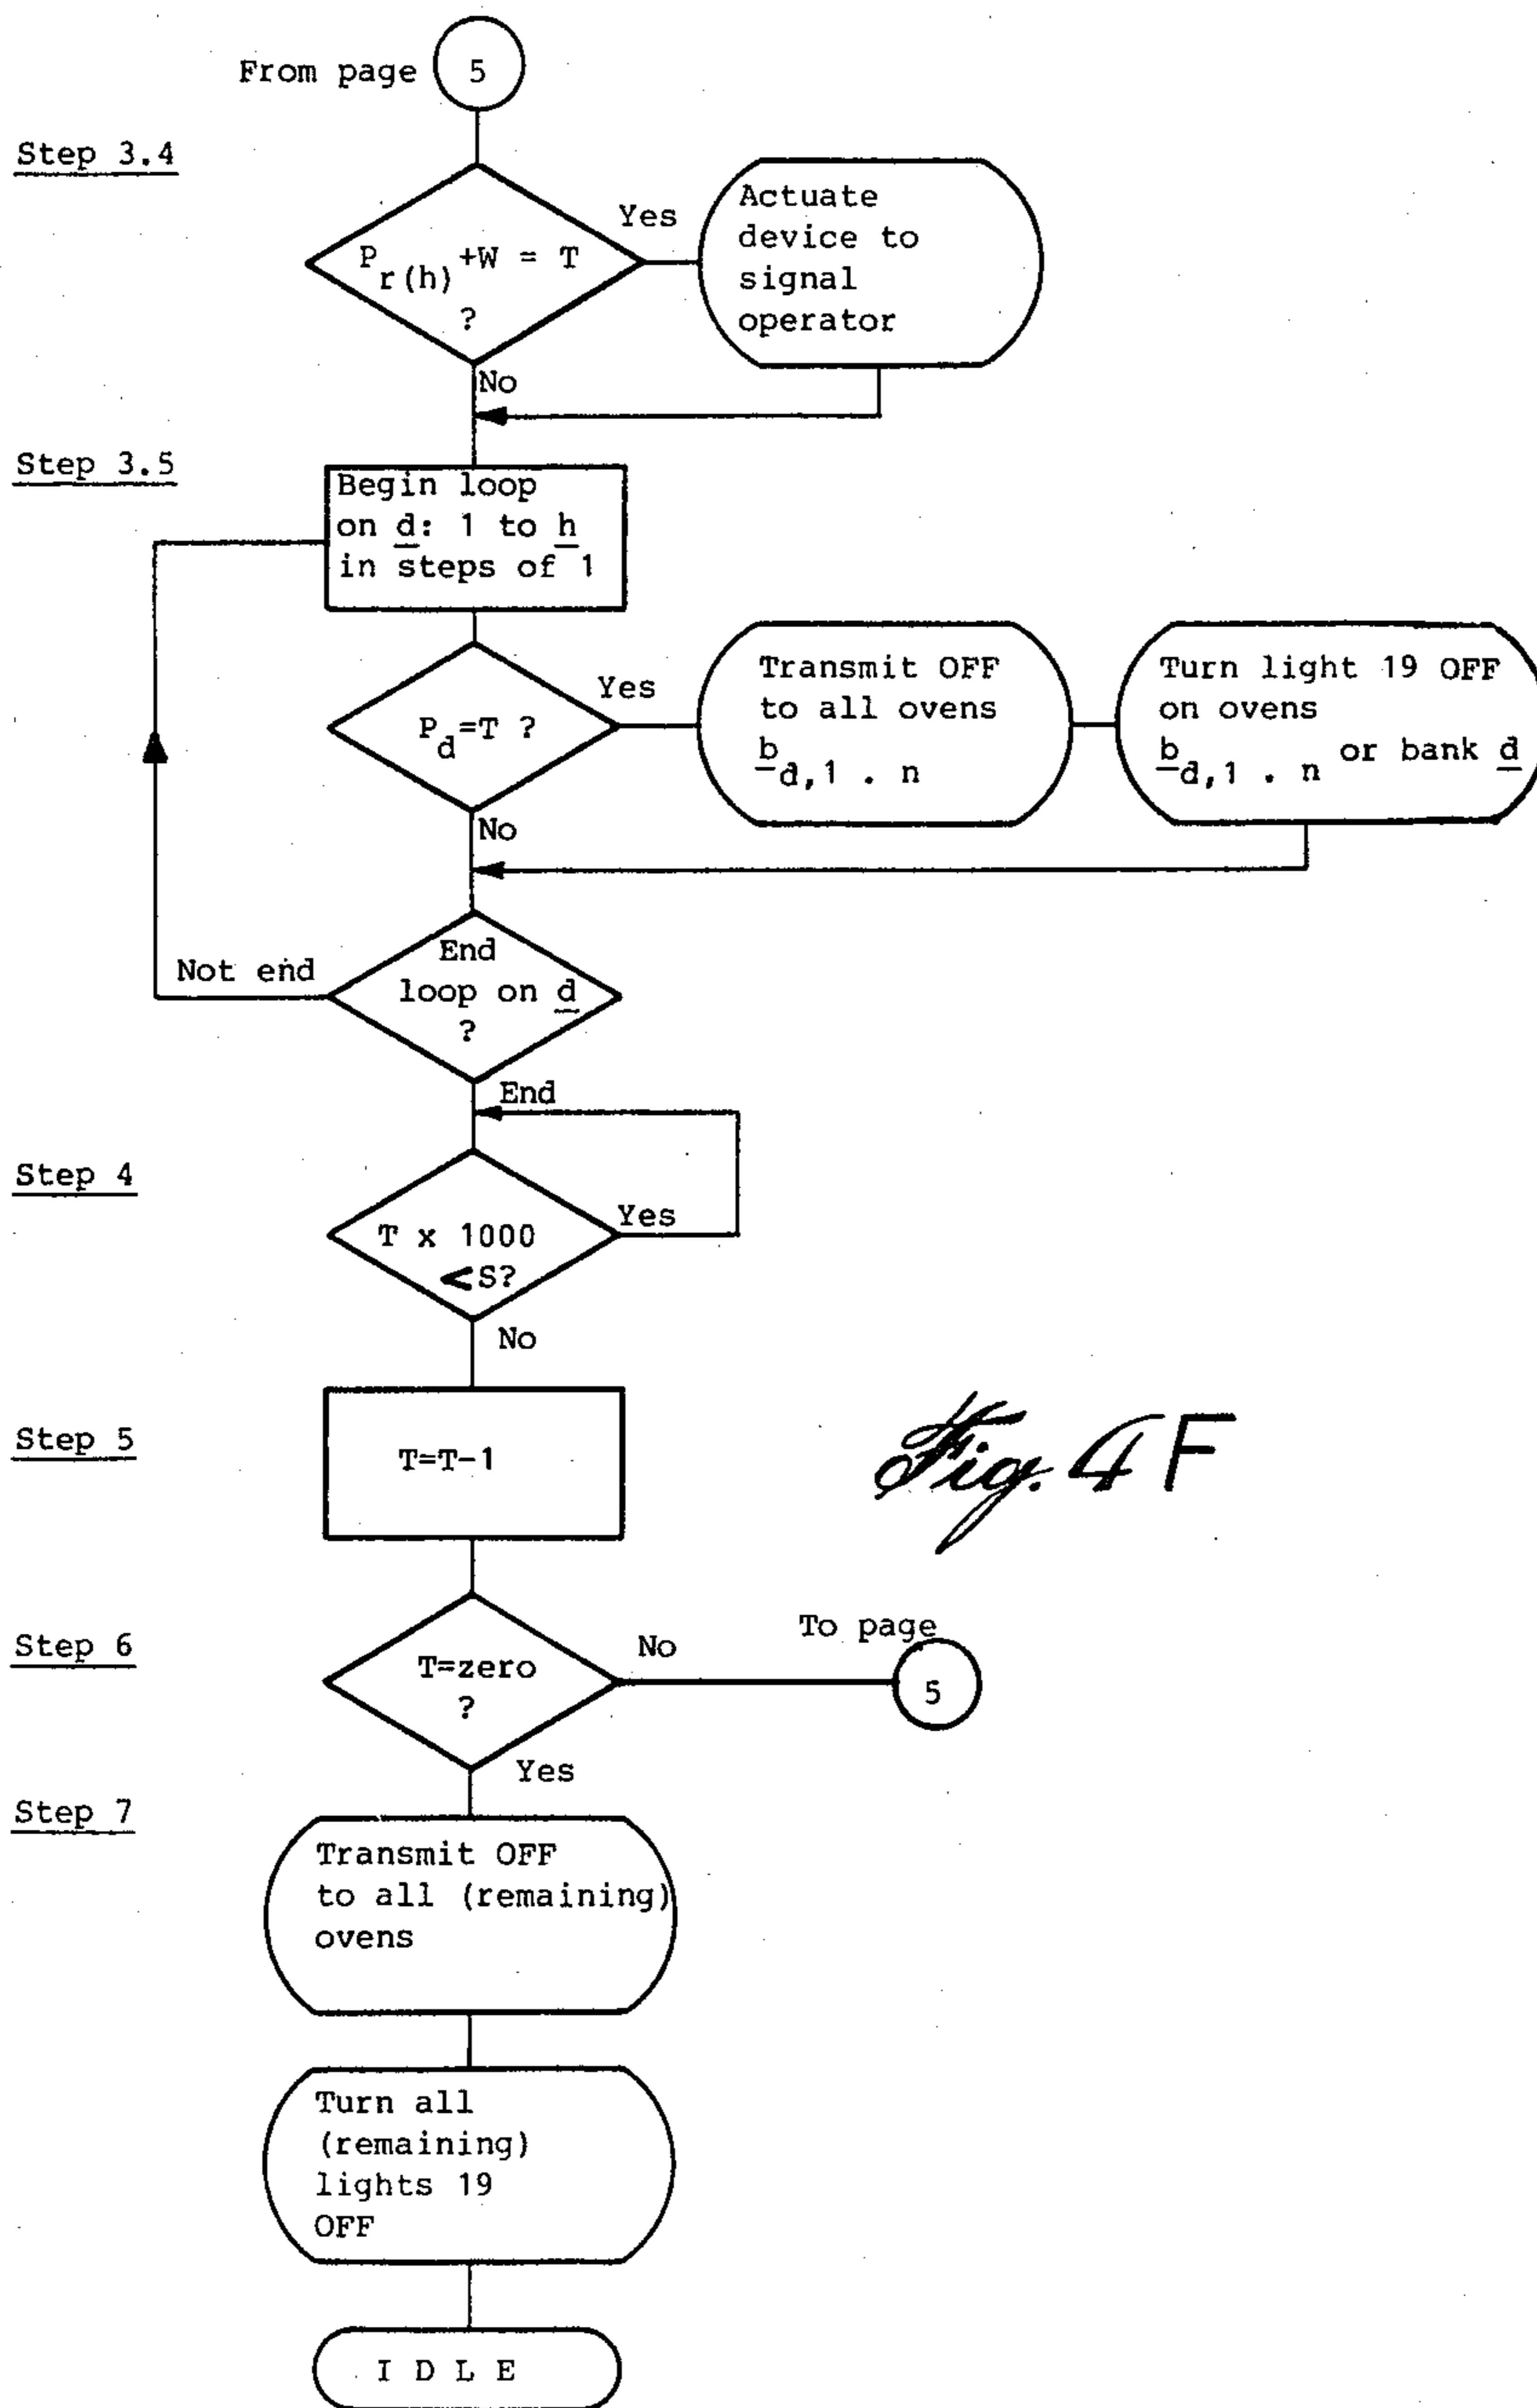 From page 5
Step 3.4
P r(h) +W = T
?
Yes
Actuate
device to
signal
operator
No
Step 3.5
Begin loop
on d: 1 to h
in steps of 1
P d =T ?
Yes
Transmit OFF
to all ovens
b d,1 . n
Turn light 19 OFF
on ovens
b d,1 . n or bank d
No
Not end
End
loop on d
?
End
Step 4
T x 1000
<S?
Yes
No
Step 5
T=T-1
Fig. 4F
Step 6
T=zero
?
No
To page
5
Yes
Step 7
Transmit OFF
to all (remaining)
ovens
Turn all
(remaining)
lights 19
OFF
I D L E